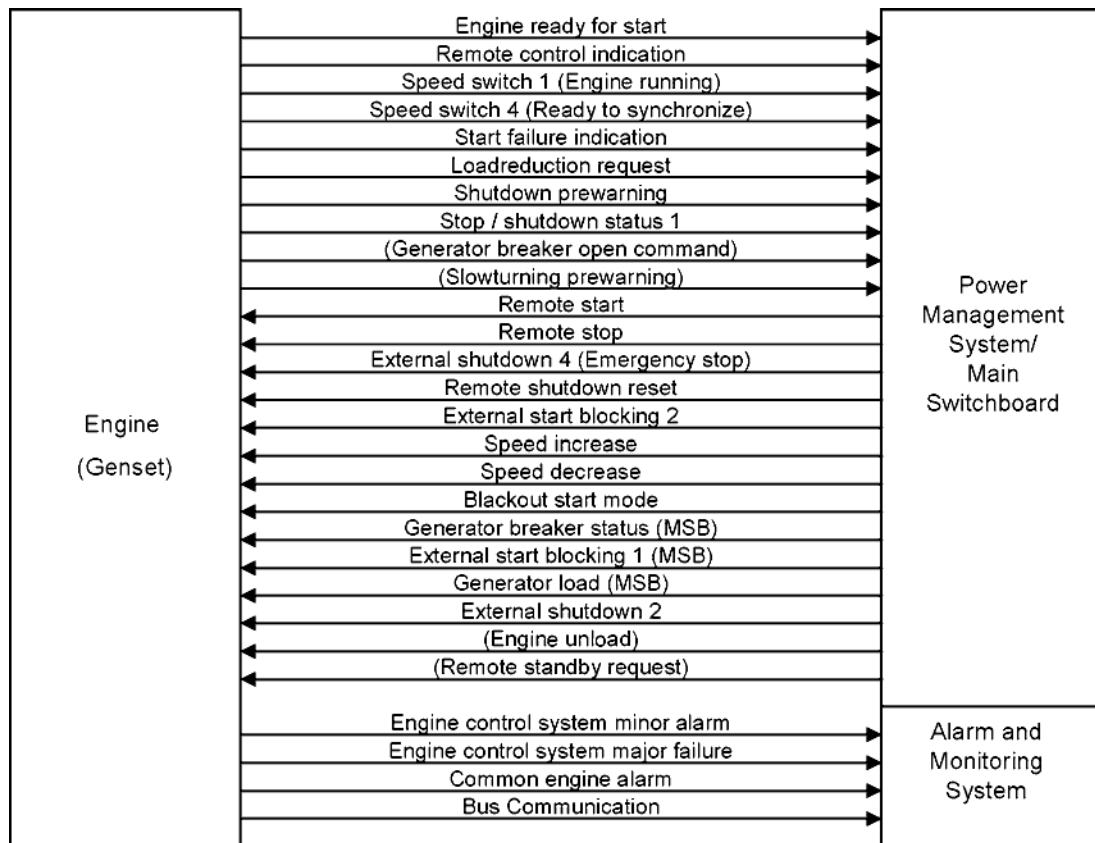 Engine ready for start
Remote control indication
Speed switch 1 (Engine running)
Speed switch 4 (Ready to synchronize)
Start failure indication
Loadreduction request
Shutdown prewarning
Stop / shutdown status 1
(Generator breaker open command)
(Slowturning prewarning)
Remote start
Remote stop
External shutdown 4 (Emergency stop)
Remote shutdown reset
External start blocking 2
Speed increase
Speed decrease
Blackout start mode
Generator breaker status (MSB)
External start blocking 1 (MSB)
Generator load (MSB)
External shutdown 2
(Engine unload)
(Remote standby request)
Engine control system minor alarm
Engine control system major failure
Common engine alarm
Bus Communication
Engine
(Genset)
Power
Management
System/
Main
Switchboard
Alarm and
Monitoring
System